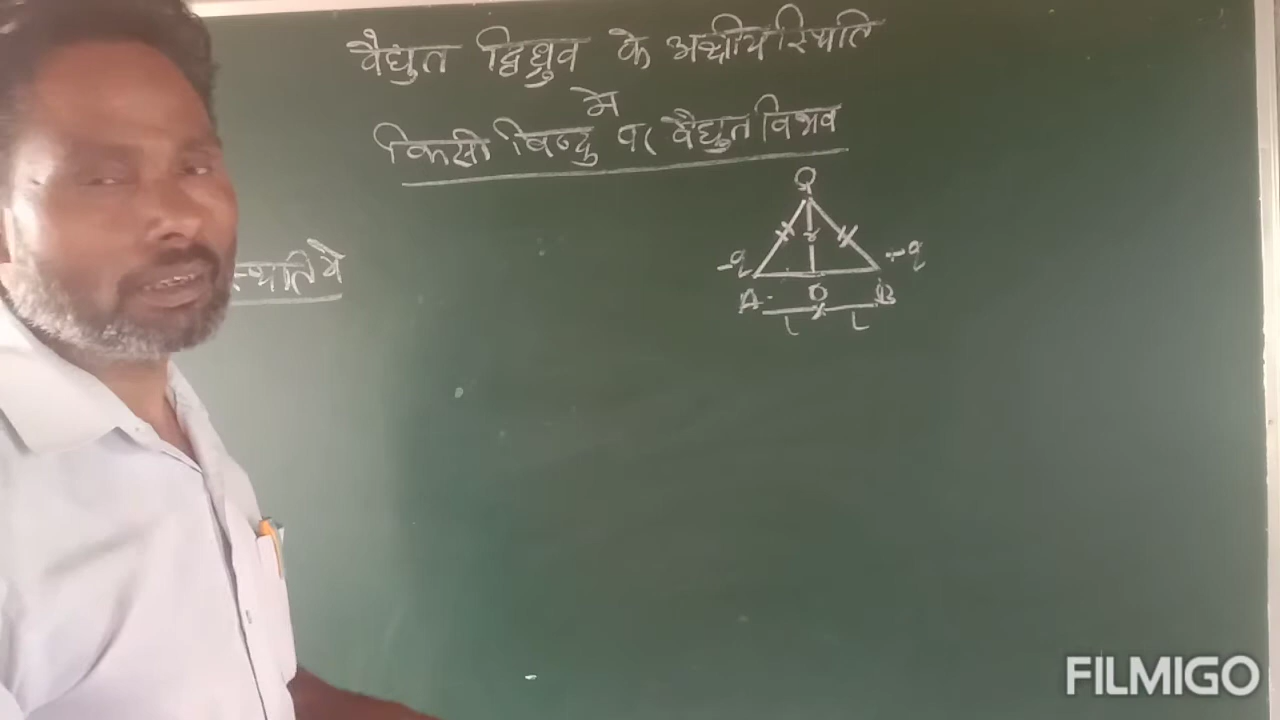 वैद्युत द्विध्रुव के अक्षीय स्थिति
में
किसी बिन्दु पर वैद्युत विभव
स्थिति में
Q
r
-q
+q
A
O
B
L
L
FILMIGO